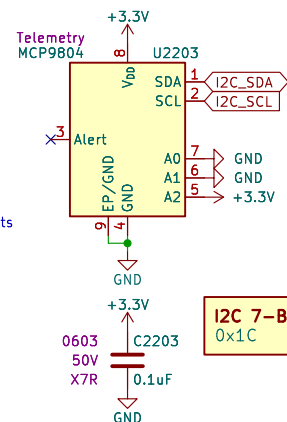 +3.3V
Telemetry
MCP9804
U2203
8
VDD
SDA 1 I2C_SDA
SCL 2 I2C_SCL
3 Alert
A0 7 GND
A1 6 GND
A2 5 +3.3V
EP/GND
GND
9 4
ts
GND
+3.3V
0603 C2203
50V
X7R 0.1uF
GND
I2C 7-B
0x1C